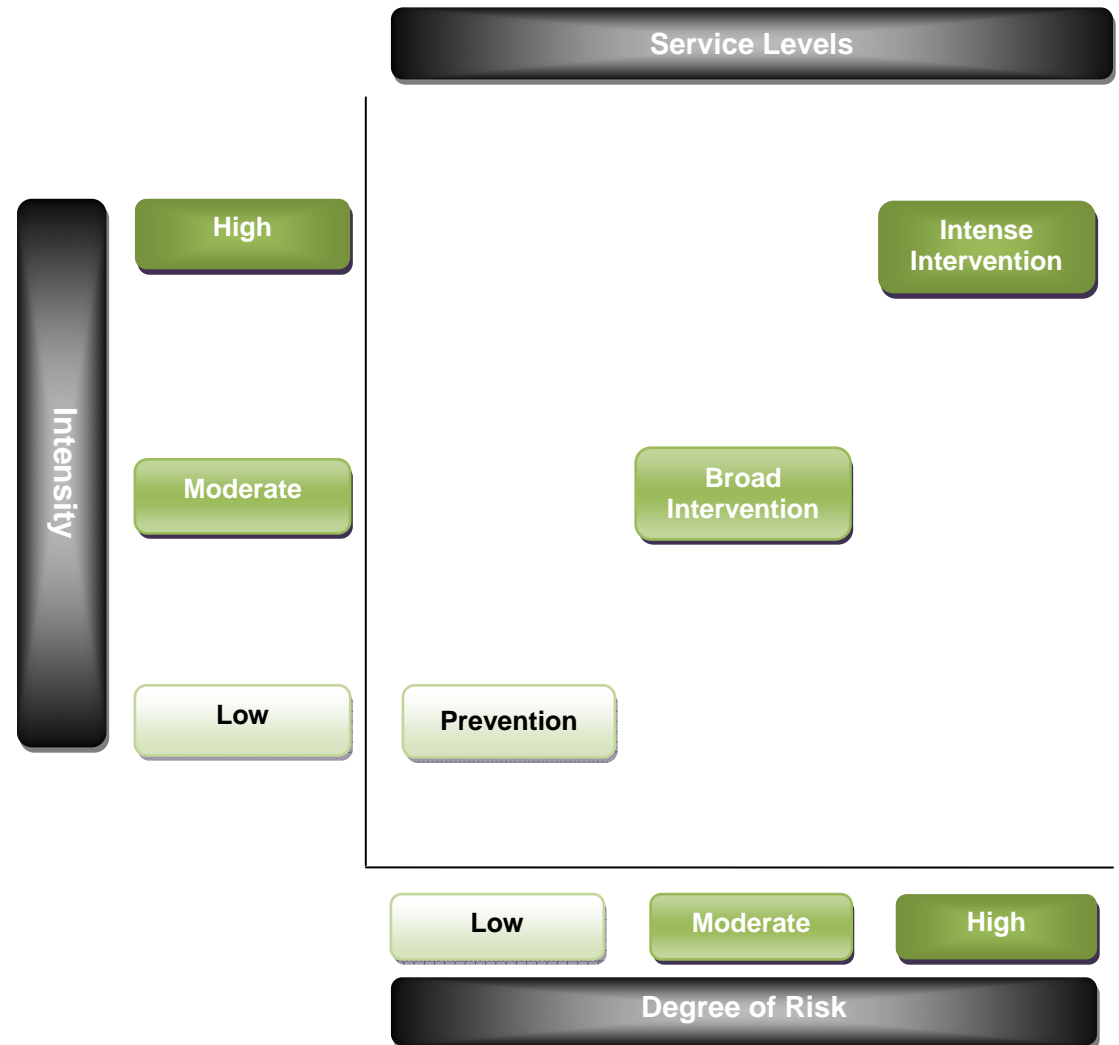 Service Levels
High
Intense
Intervention
Intensity
Moderate
Broad
Intervention
Low
Prevention
Low
Moderate
High
Degree of Risk